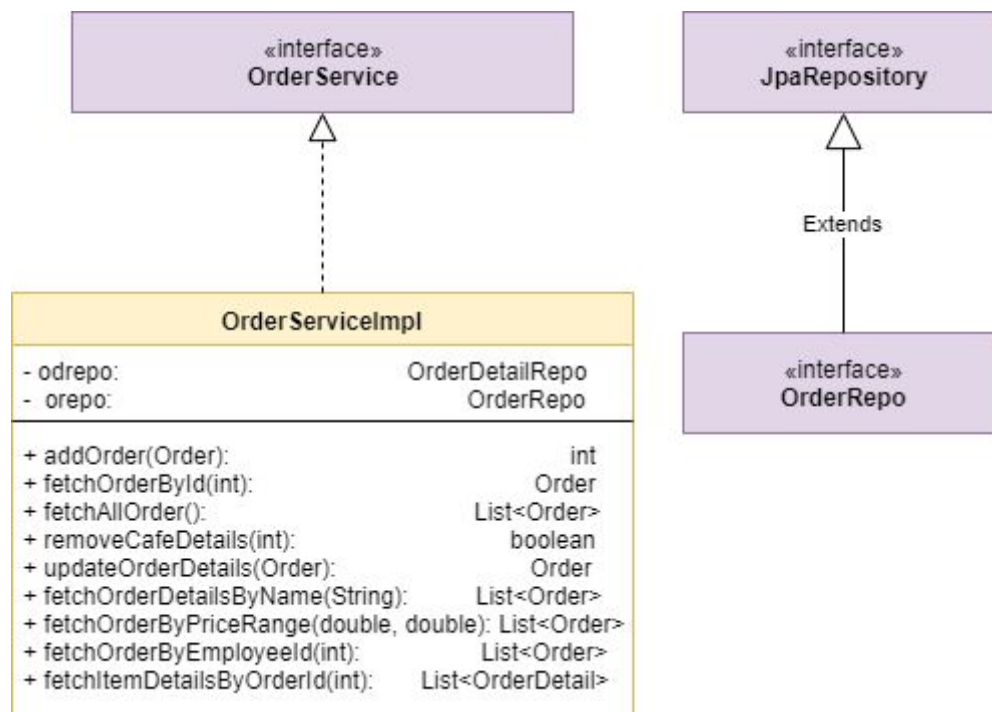 «interface»
OrderService
«interface»
JpaRepository
Extends
OrderServiceImpl
- odrepo: OrderDetailRepo
- orepo: OrderRepo
«interface»
OrderRepo
+ addOrder(Order): int
+ fetchOrderById(int): Order
+ fetchAllOrder(): List<Order>
+ removeCafeDetails(int): boolean
+ updateOrderDetails(Order): Order
+ fetchOrderDetailsByName(String): List<Order>
+ fetchOrderByPriceRange(double, double): List<Order>
+ fetchOrderByEmployeeId(int): List<Order>
+ fetchItemDetailsByOrderId(int): List<OrderDetail>